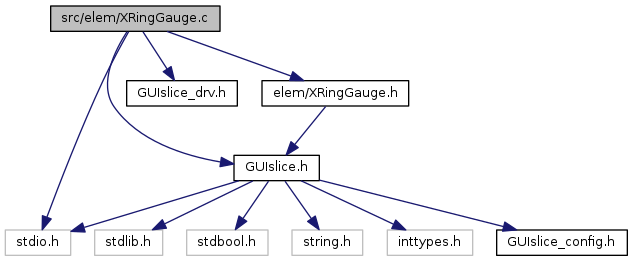 src/elem/XRingGauge.c
GUIslice_drv.h
elem/XRingGauge.h
GUIslice.h
stdio.h
stdlib.h
stdbool.h
string.h
inttypes.h
GUIslice_config.h